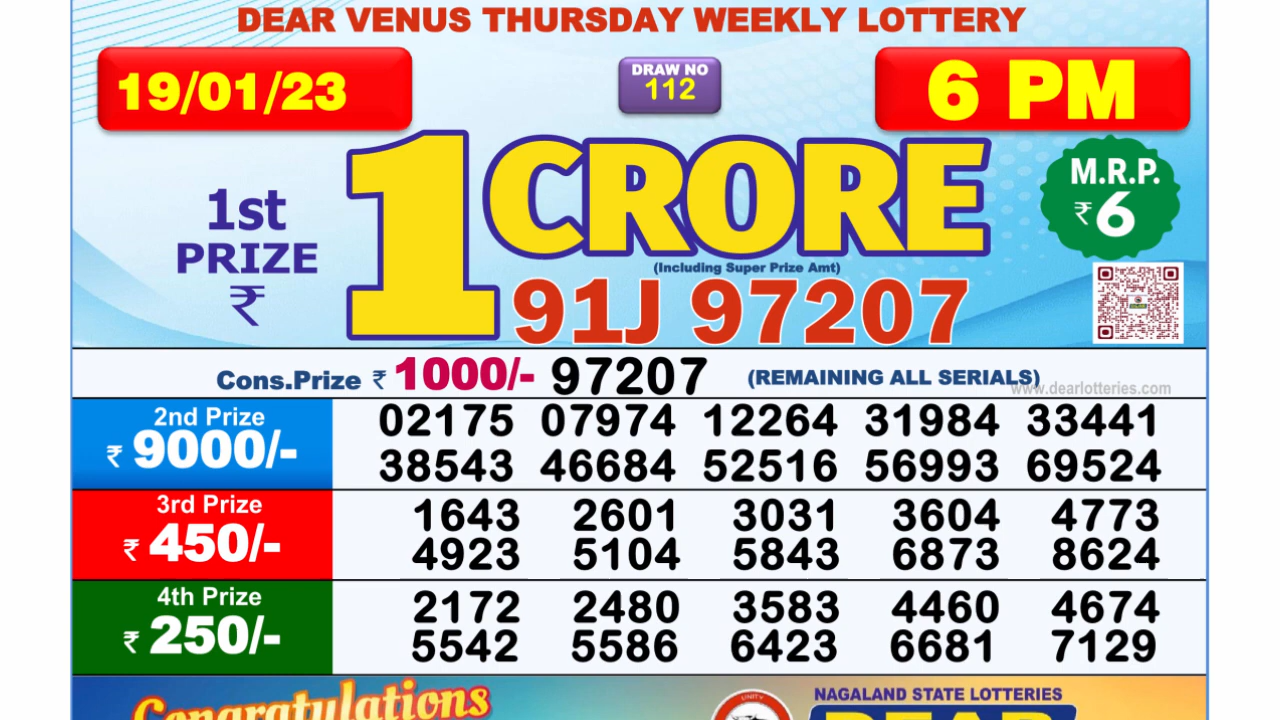 DEAR VENUS THURSDAY WEEKLY LOTTERY
19/01/23
DRAW NO
112
6 PM
1st
PRIZE
₹
1 CRORE
(Including Super Prize Amt)
91J 97207
M.R.P.
₹ 6
Cons.Prize ₹ 1000/- 97207 (REMAINING ALL SERIALS)
www.dearlotteries.com
2nd Prize
₹ 9000/-
02175 07974 12264 31984 33441
38543 46684 52516 56993 69524
3rd Prize
₹ 450/-
1643 2601 3031 3604 4773
4923 5104 5843 6873 8624
4th Prize
₹ 250/-
2172 2480 3583 4460 4674
5542 5586 6423 6681 7129
Congratulations
UNITY
NAGALAND STATE LOTTERIES
DEAR